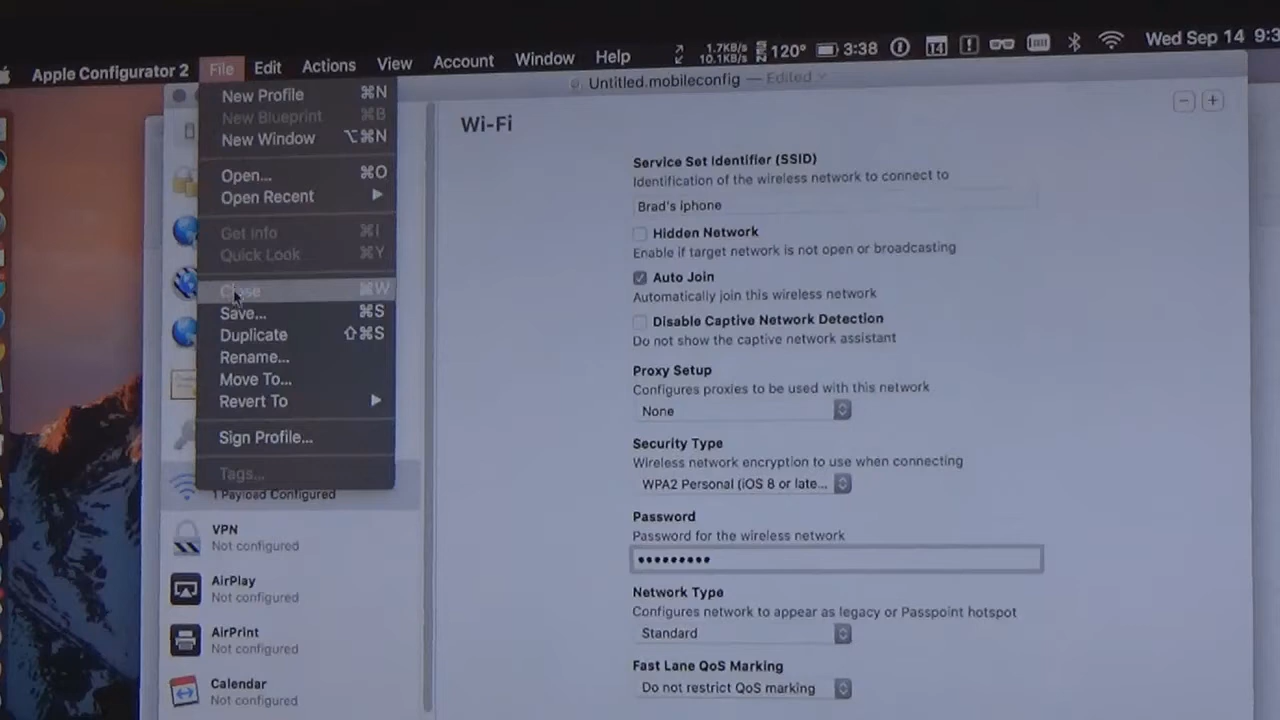 Apple Configurator 2 File Edit Actions View Account Window Help 1.7KB/s 10.1KB/s 120° 3:38 14 Wed Sep 14 9:3
Untitled.mobileconfig — Edited
New Profile ⌘N
New Blueprint ⌘B
New Window ⌥⌘N
Open... ⌘O
Open Recent
Get Info ⌘I
Quick Look ⌘Y
Close ⌘W
Save... ⌘S
Duplicate ⇧⌘S
Rename...
Move To...
Revert To
Sign Profile...
Tags...
1 Payload Configured
VPN
Not configured
AirPlay
Not configured
AirPrint
Not configured
Calendar
Not configured
Wi-Fi
Service Set Identifier (SSID)
Identification of the wireless network to connect to
Brad's iphone
Hidden Network
Enable if target network is not open or broadcasting
Auto Join
Automatically join this wireless network
Disable Captive Network Detection
Do not show the captive network assistant
Proxy Setup
Configures proxies to be used with this network
None
Security Type
Wireless network encryption to use when connecting
WPA2 Personal (iOS 8 or late...
Password
Password for the wireless network
•••••••••
Network Type
Configures network to appear as legacy or Passpoint hotspot
Standard
Fast Lane QoS Marking
Do not restrict QoS marking